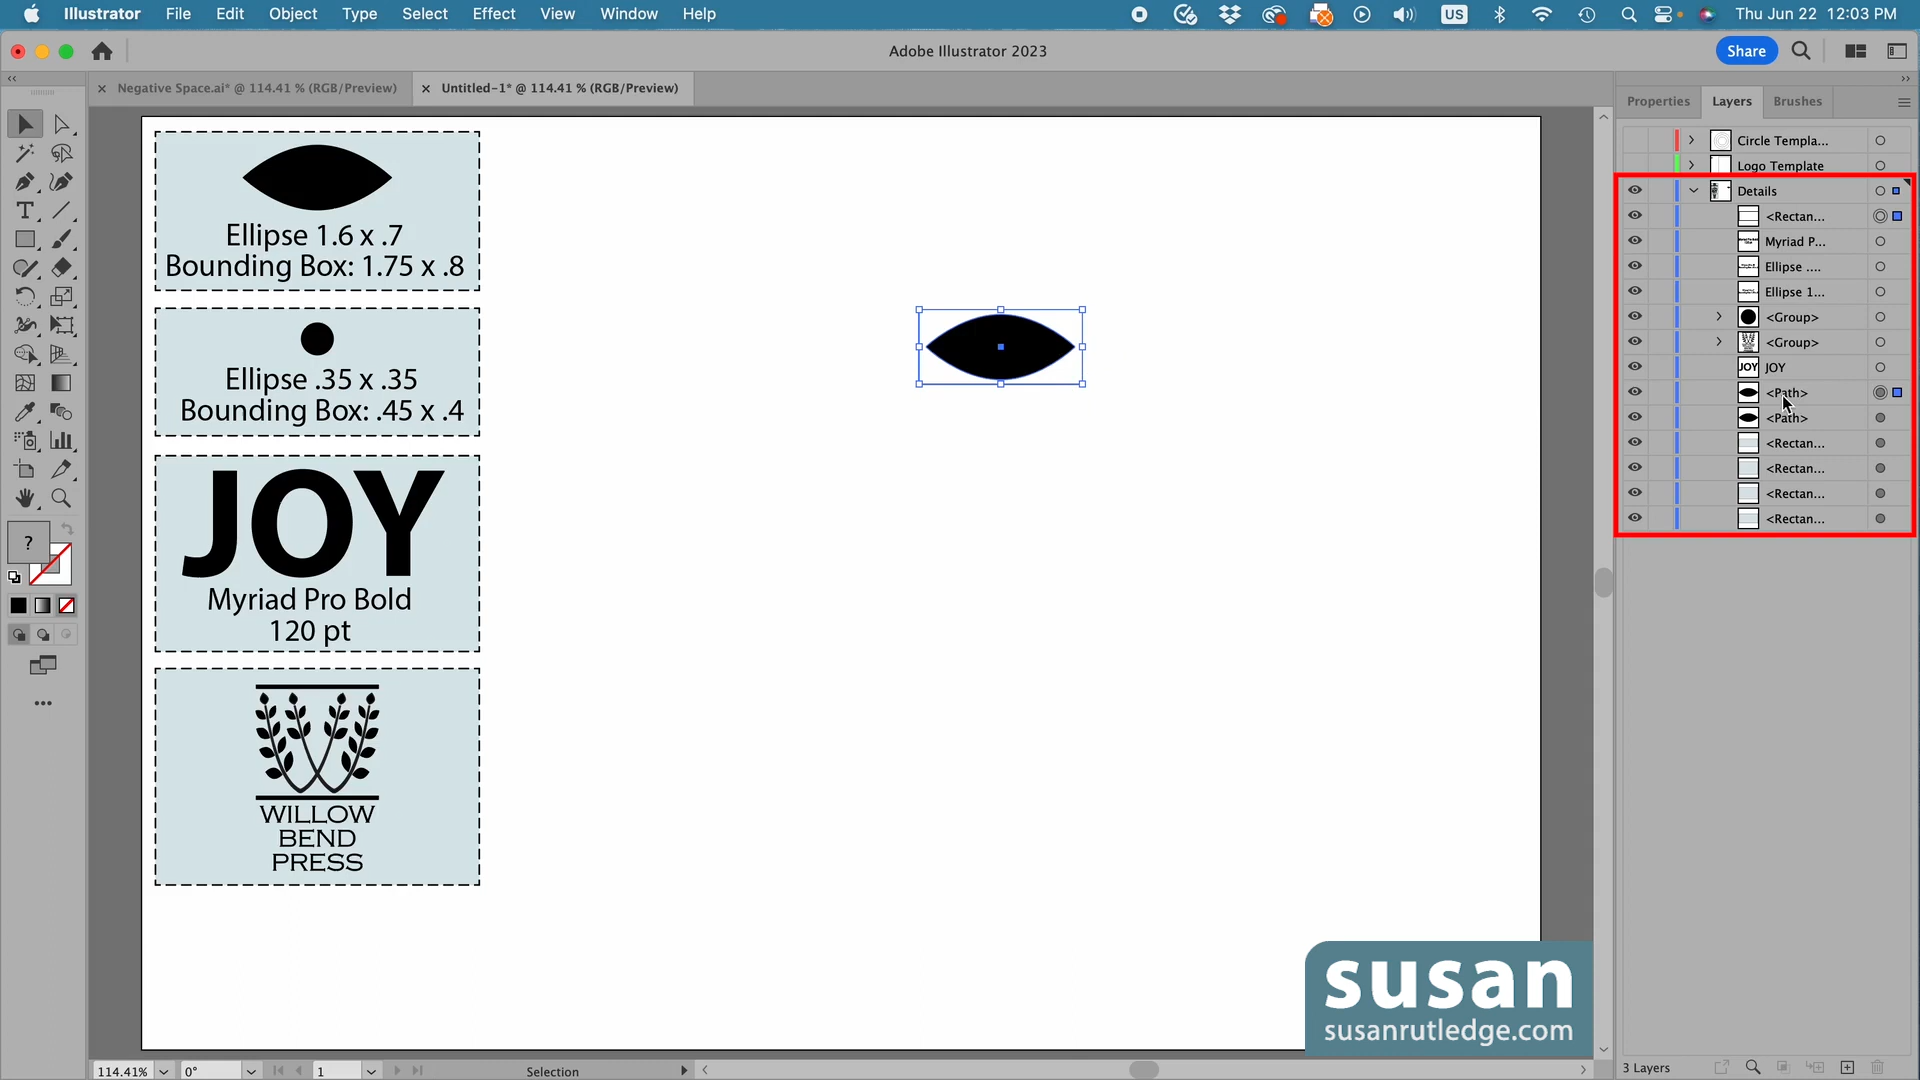 Illustrator File Edit Object Type Select Effect View Window Help
US
Thu Jun 22 12:03 PM
Adobe Illustrator 2023
Share
Negative Space.ai* @ 114.41 % (RGB/Preview)
Untitled-1* @ 114.41 % (RGB/Preview)
Properties Layers Brushes
Circle Templa...
Logo Template
Details
<Rectan...
Myriad P...
Ellipse ....
Ellipse 1...
<Group>
<Group>
JOY JOY
<Path>
<Path>
<Rectan...
<Rectan...
<Rectan...
<Rectan...
Ellipse 1.6 x .7
Bounding Box: 1.75 x .8
Ellipse .35 x .35
Bounding Box: .45 x .4
JOY
Myriad Pro Bold
120 pt
WILLOW
BEND
PRESS
?
susan
susanrutledge.com
114.41% 0° 1 Selection
3 Layers